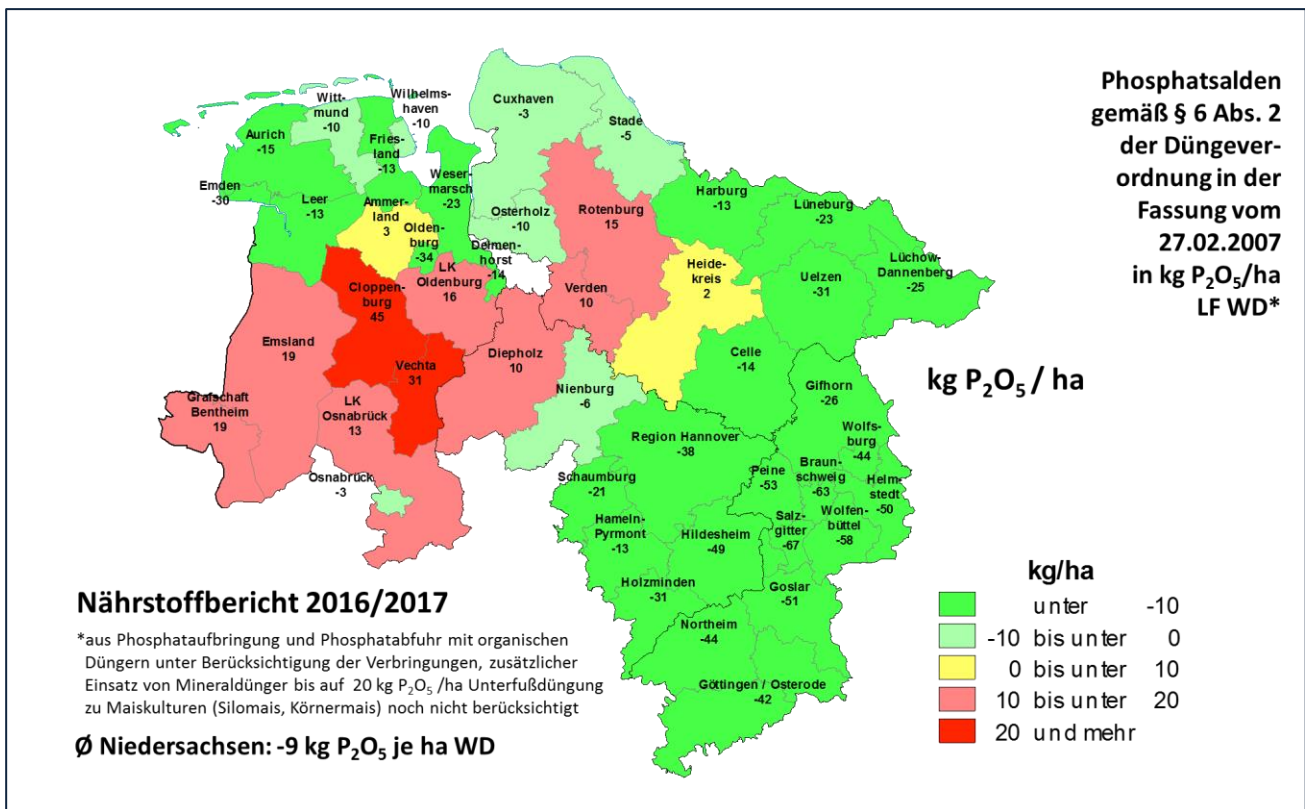 Phosphatsalden
gemäß § 6 Abs. 2
der Düngever-
ordnung in der
Fassung vom
27.02.2007
in kg P₂O₅/ha
LF WD*
Witt-
mund
-10
Wilhelms-
haven
-10
Cuxhaven
-3
Stade
-5
Aurich
-15
Fries-
land
-13
Weser-
marsch
-23
Emden
-30
Leer
-13
Ammer-
land
3
Olden-
burg
-34
Osterholz
-10
Rotenburg
15
Harburg
-13
Lüneburg
-23
Lüchow-
Dannenberg
-25
Uelzen
-31
Delmen-
horst
-14
LK
Oldenburg
16
Heide-
kreis
2
Verden
10
Cloppen-
burg
45
Emsland
19
Vechta
31
Diepholz
10
Nienburg
-6
Celle
-14
Gifhorn
-26
kg P₂O₅ / ha
Grafschaft
Bentheim
19
LK
Osnabrück
13
Osnabrück
-3
Region Hannover
-38
Wolfs-
burg
-44
Schaumburg
-21
Peine
-53
Braun-
schweig
-63
Helm-
stedt
-50
Hameln-
Pyrmont
-13
Hildesheim
-49
Salz-
gitter
-67
Wolfen-
büttel
-58
Holzminden
-31
Goslar
-51
Northeim
-44
Göttingen / Osterode
-42
Nährstoffbericht 2016/2017
*aus Phosphataufbringung und Phosphatabfuhr mit organischen
Düngern unter Berücksichtigung der Verbringungen, zusätzlicher
Einsatz von Mineraldünger bis auf 20 kg P₂O₅ /ha Unterfußdüngung
zu Maiskulturen (Silomais, Körnermais) noch nicht berücksichtigt
Ø Niedersachsen: -9 kg P₂O₅ je ha WD
kg/ha
unter -10
-10 bis unter 0
0 bis unter 10
10 bis unter 20
20 und mehr